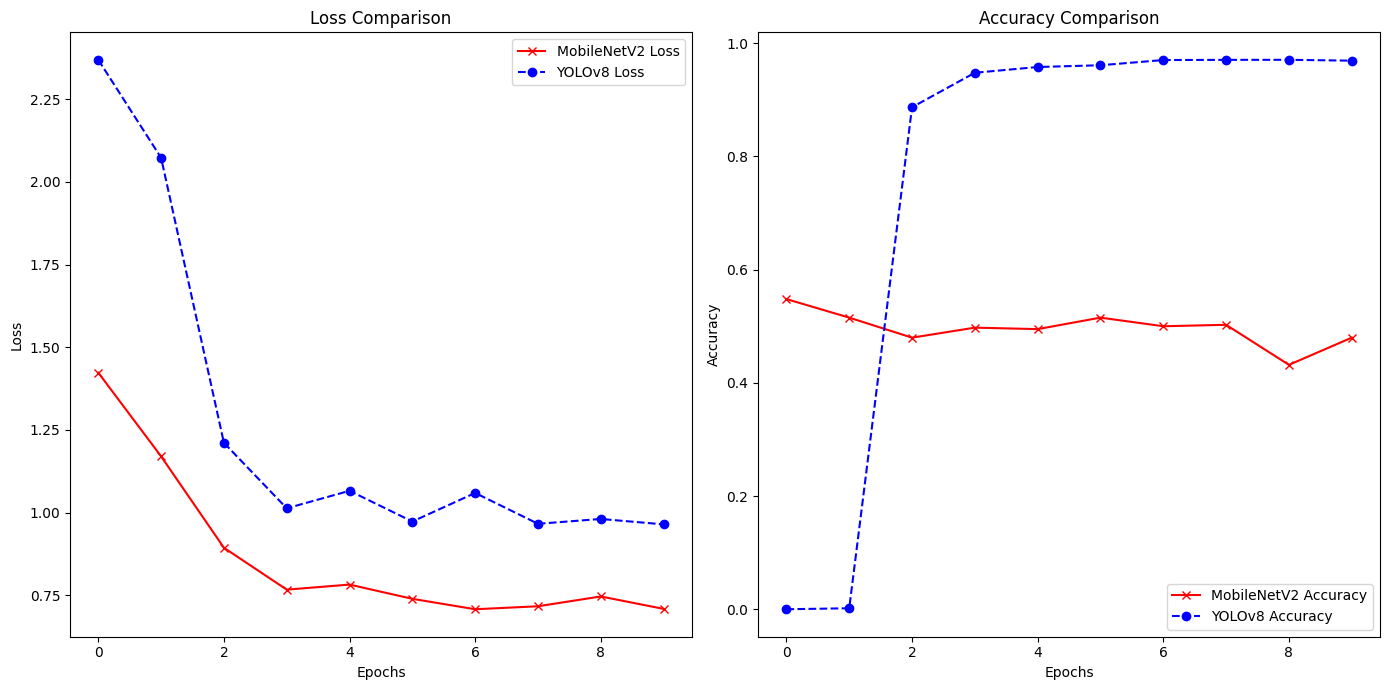 Loss Comparison
MobileNetV2 Loss
YOLOv8 Loss
2.25
2.00
1.75
1.50
1.25
1.00
0.75
Loss
0 2 4 6 8
Epochs
Accuracy Comparison
1.0
0.8
0.6
0.4
0.2
0.0
Accuracy
MobileNetV2 Accuracy
YOLOv8 Accuracy
0 2 4 6 8
Epochs